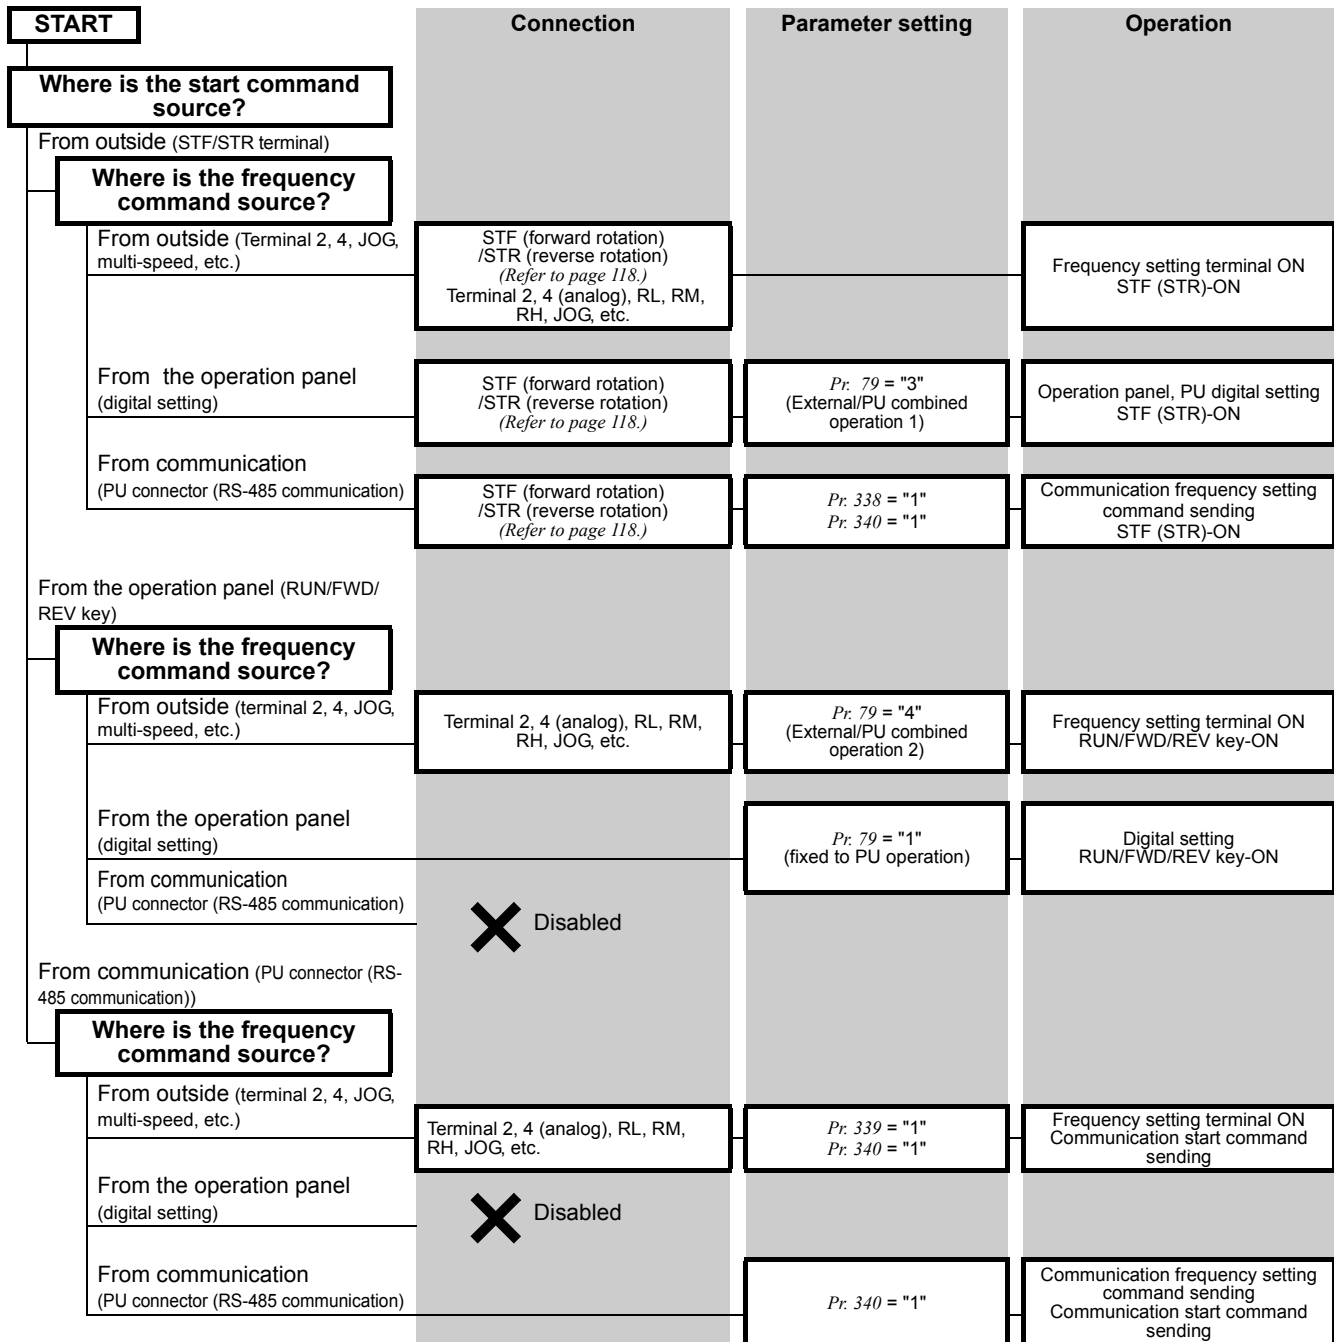 START
Connection
Parameter setting
Operation
Where is the start command
source?
From outside (STF/STR terminal)
Where is the frequency
command source?
From outside (Terminal 2, 4, JOG,
multi-speed, etc.)
STF (forward rotation)
/STR (reverse rotation)
(Refer to page 118.)
Terminal 2, 4 (analog), RL, RM,
RH, JOG, etc.
Frequency setting terminal ON
STF (STR)-ON
From the operation panel
(digital setting)
STF (forward rotation)
/STR (reverse rotation)
(Refer to page 118.)
Pr. 79 = "3"
(External/PU combined
operation 1)
Operation panel, PU digital setting
STF (STR)-ON
From communication
(PU connector (RS-485 communication)
STF (forward rotation)
/STR (reverse rotation)
(Refer to page 118.)
Pr. 338 = "1"
Pr. 340 = "1"
Communication frequency setting
command sending
STF (STR)-ON
From the operation panel (RUN/FWD/
REV key)
Where is the frequency
command source?
From outside (terminal 2, 4, JOG,
multi-speed, etc.)
Terminal 2, 4 (analog), RL, RM,
RH, JOG, etc.
Pr. 79 = "4"
(External/PU combined
operation 2)
Frequency setting terminal ON
RUN/FWD/REV key-ON
From the operation panel
(digital setting)
Pr. 79 = "1"
(fixed to PU operation)
Digital setting
RUN/FWD/REV key-ON
From communication
(PU connector (RS-485 communication)
Disabled
From communication (PU connector (RS-
485 communication))
Where is the frequency
command source?
From outside (terminal 2, 4, JOG,
multi-speed, etc.)
Terminal 2, 4 (analog), RL, RM,
RH, JOG, etc.
Pr. 339 = "1"
Pr. 340 = "1"
Frequency setting terminal ON
Communication start command
sending
From the operation panel
(digital setting)
Disabled
From communication
(PU connector (RS-485 communication)
Pr. 340 = "1"
Communication frequency setting
command sending
Communication start command
sending